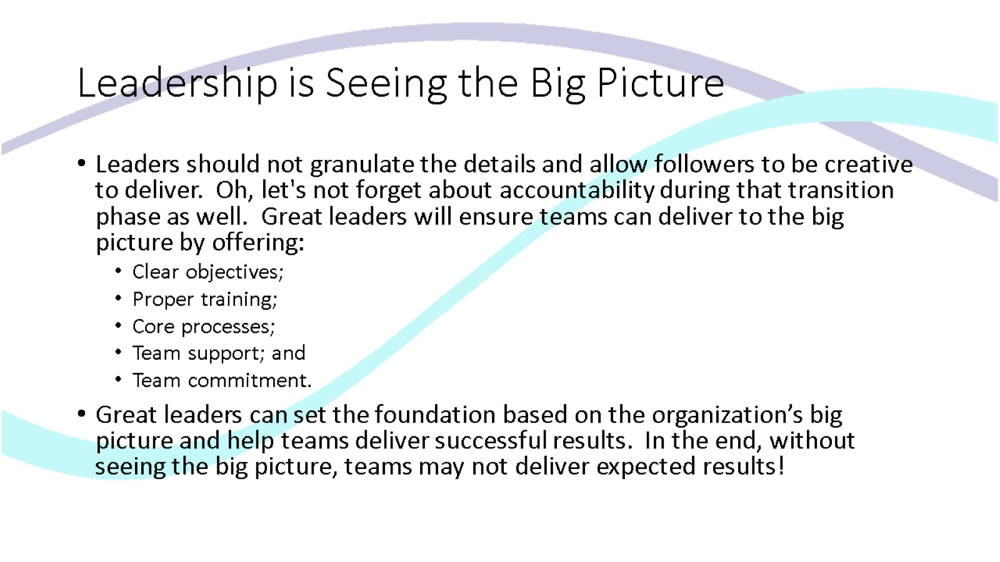 Leadership is Seeing the Big Picture
• Leaders should not granulate the details and allow followers to be creative
to deliver.  Oh, let's not forget about accountability during that transition
phase as well.  Great leaders will ensure teams can deliver to the big
picture by offering:
• Clear objectives;
• Proper training;
• Core processes;
• Team support; and
• Team commitment.
• Great leaders can set the foundation based on the organization’s big
picture and help teams deliver successful results.  In the end, without
seeing the big picture, teams may not deliver expected results!